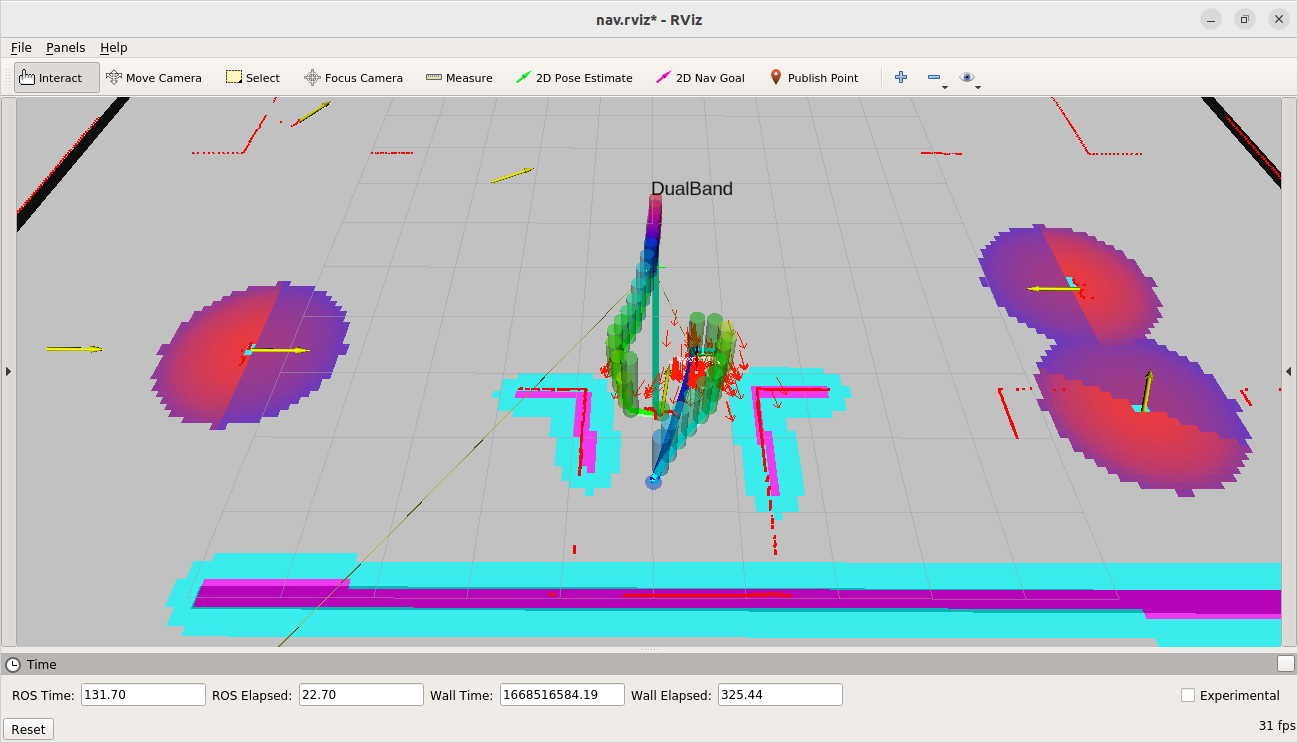 nav.rviz* - RViz
File Panels Help
Interact Move Camera Select Focus Camera Measure 2D Pose Estimate 2D Nav Goal Publish Point
DualBand
Time
ROS Time: 131.70 ROS Elapsed: 22.70 Wall Time: 1668516584.19 Wall Elapsed: 325.44 Experimental
Reset 31 fps